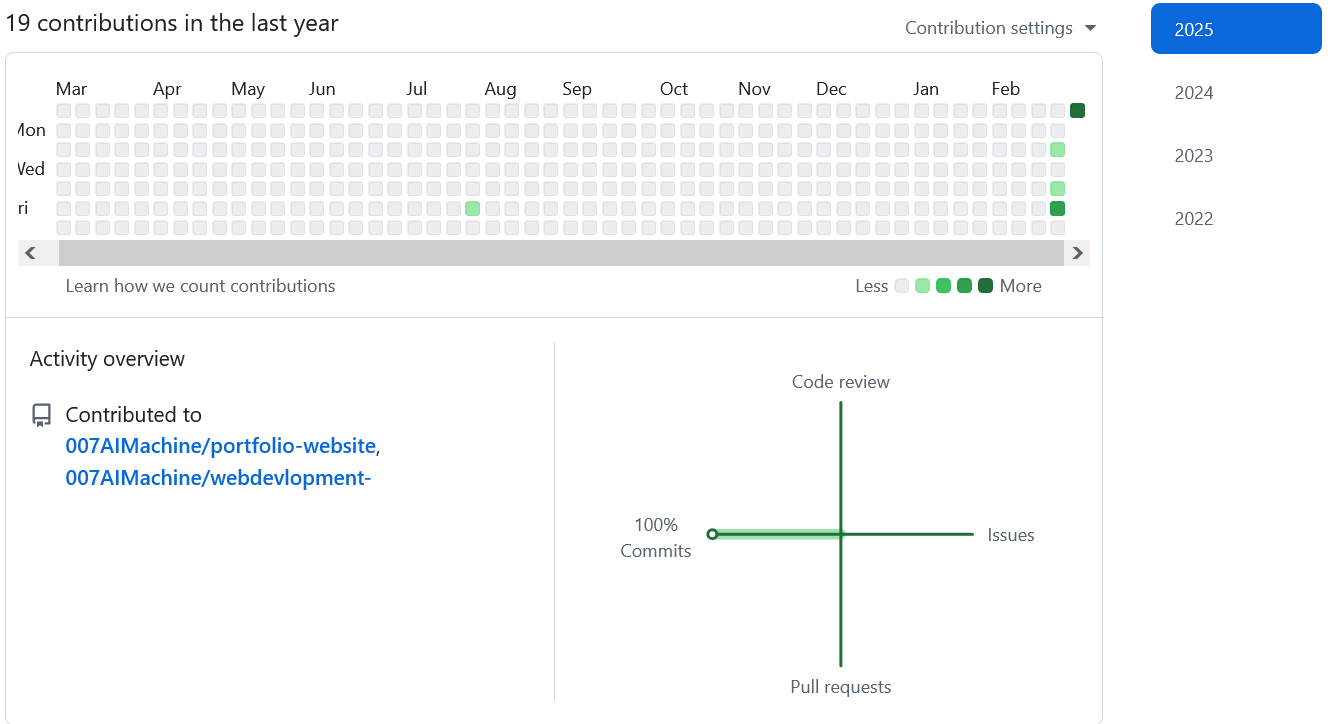 19 contributions in the last year
Contribution settings
2025
2024
2023
2022
Mar Apr May Jun Jul Aug Sep Oct Nov Dec Jan Feb
Mon
Wed
ri
Learn how we count contributions
Less More
Activity overview
Contributed to
007AIMachine/portfolio-website,
007AIMachine/webdevlopment-
Code review
100%
Commits
Issues
Pull requests